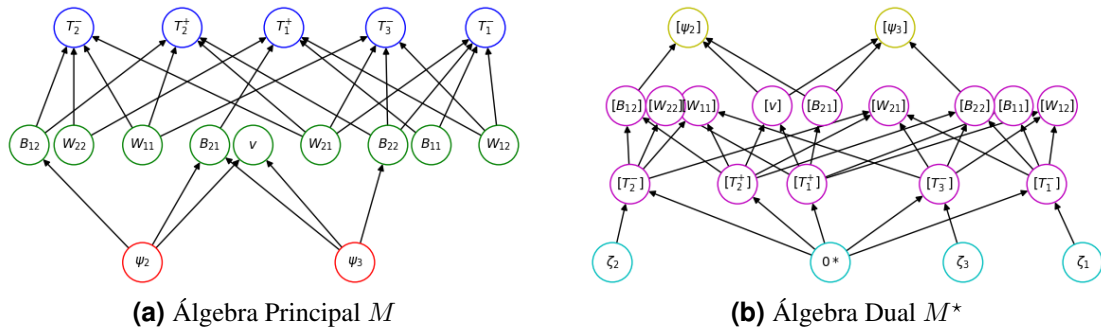 T₂⁻ T₂⁺ T₁⁺ T₃⁻ T₁⁻ [ψ₂] [ψ₃]
[B₁₂] [W₂₂] [W₁₁] [v] [B₂₁] [W₂₁] [B₂₂] [B₁₁] [W₁₂]
B₁₂ W₂₂ W₁₁ B₂₁ v W₂₁ B₂₂ B₁₁ W₁₂
[T₂⁻] [T₂⁺] [T₁⁺] [T₃⁻] [T₁⁻]
ψ₂ ψ₃ ζ₂ 0* ζ₃ ζ₁
(a) Álgebra Principal M
(b) Álgebra Dual M⋆